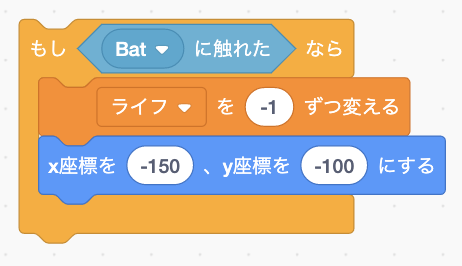 もし Bat に触れた なら
ライフ を -1 ずつ変える
x座標を -150 、y座標を -100 にする